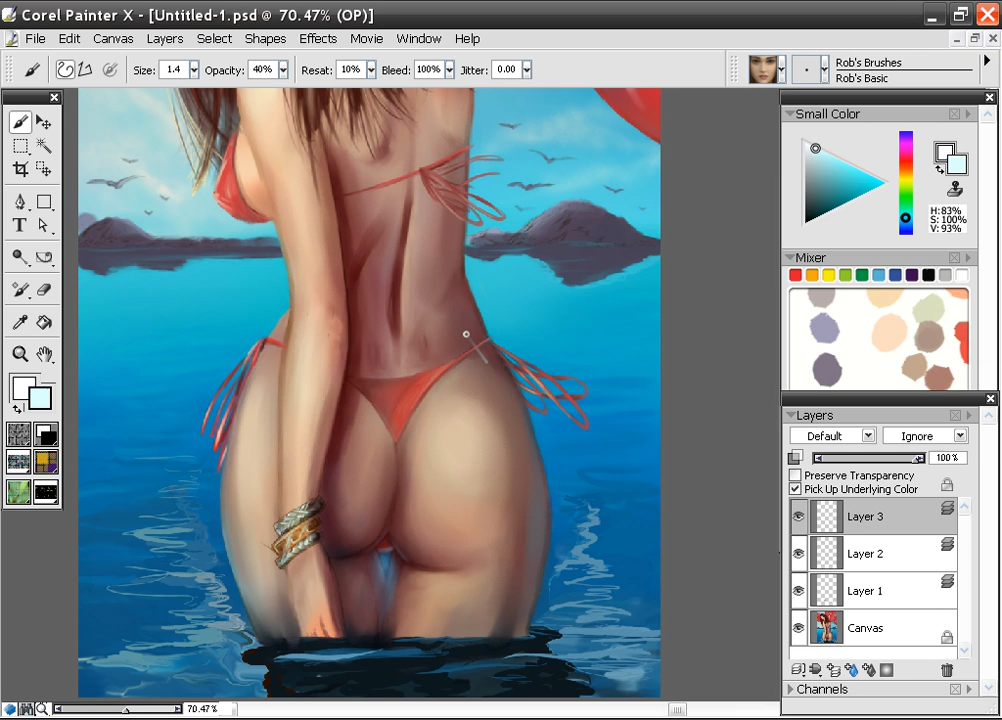 Corel Painter X - [Untitled-1.psd @ 70.47% (OP)]
File Edit Canvas Layers Select Shapes Effects Movie Window Help
Size: 1.4 Opacity: 40% Resat: 10% Bleed: 100% Jitter: 0.00
Rob's Brushes
Rob's Basic
Small Color
H:83%
S: 100%
V: 93%
Mixer
T
Layers
Default Ignore
100%
Preserve Transparency
Pick Up Underlying Color
Layer 3
Layer 2
Layer 1
Canvas
Channels
70.47%